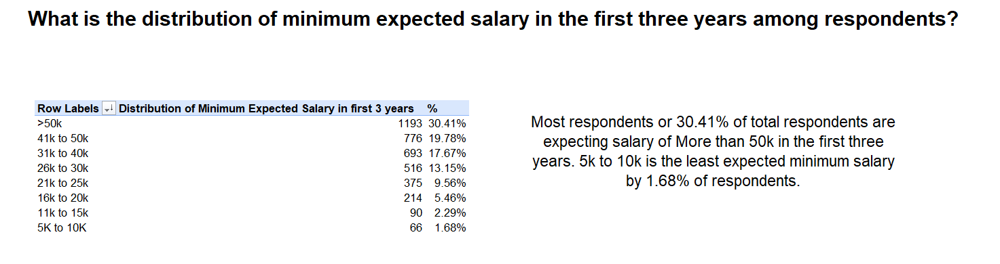 What is the distribution of minimum expected salary in the first three years among respondents?
Row Labels Distribution of Minimum Expected Salary in first 3 years %
>50k 1193 30.41%
41k to 50k 776 19.78%
31k to 40k 693 17.67%
26k to 30k 516 13.15%
21k to 25k 375 9.56%
16k to 20k 214 5.46%
11k to 15k 90 2.29%
5K to 10K 66 1.68%
Most respondents or 30.41% of total respondents are
expecting salary of More than 50k in the first three
years. 5k to 10k is the least expected minimum salary
by 1.68% of respondents.